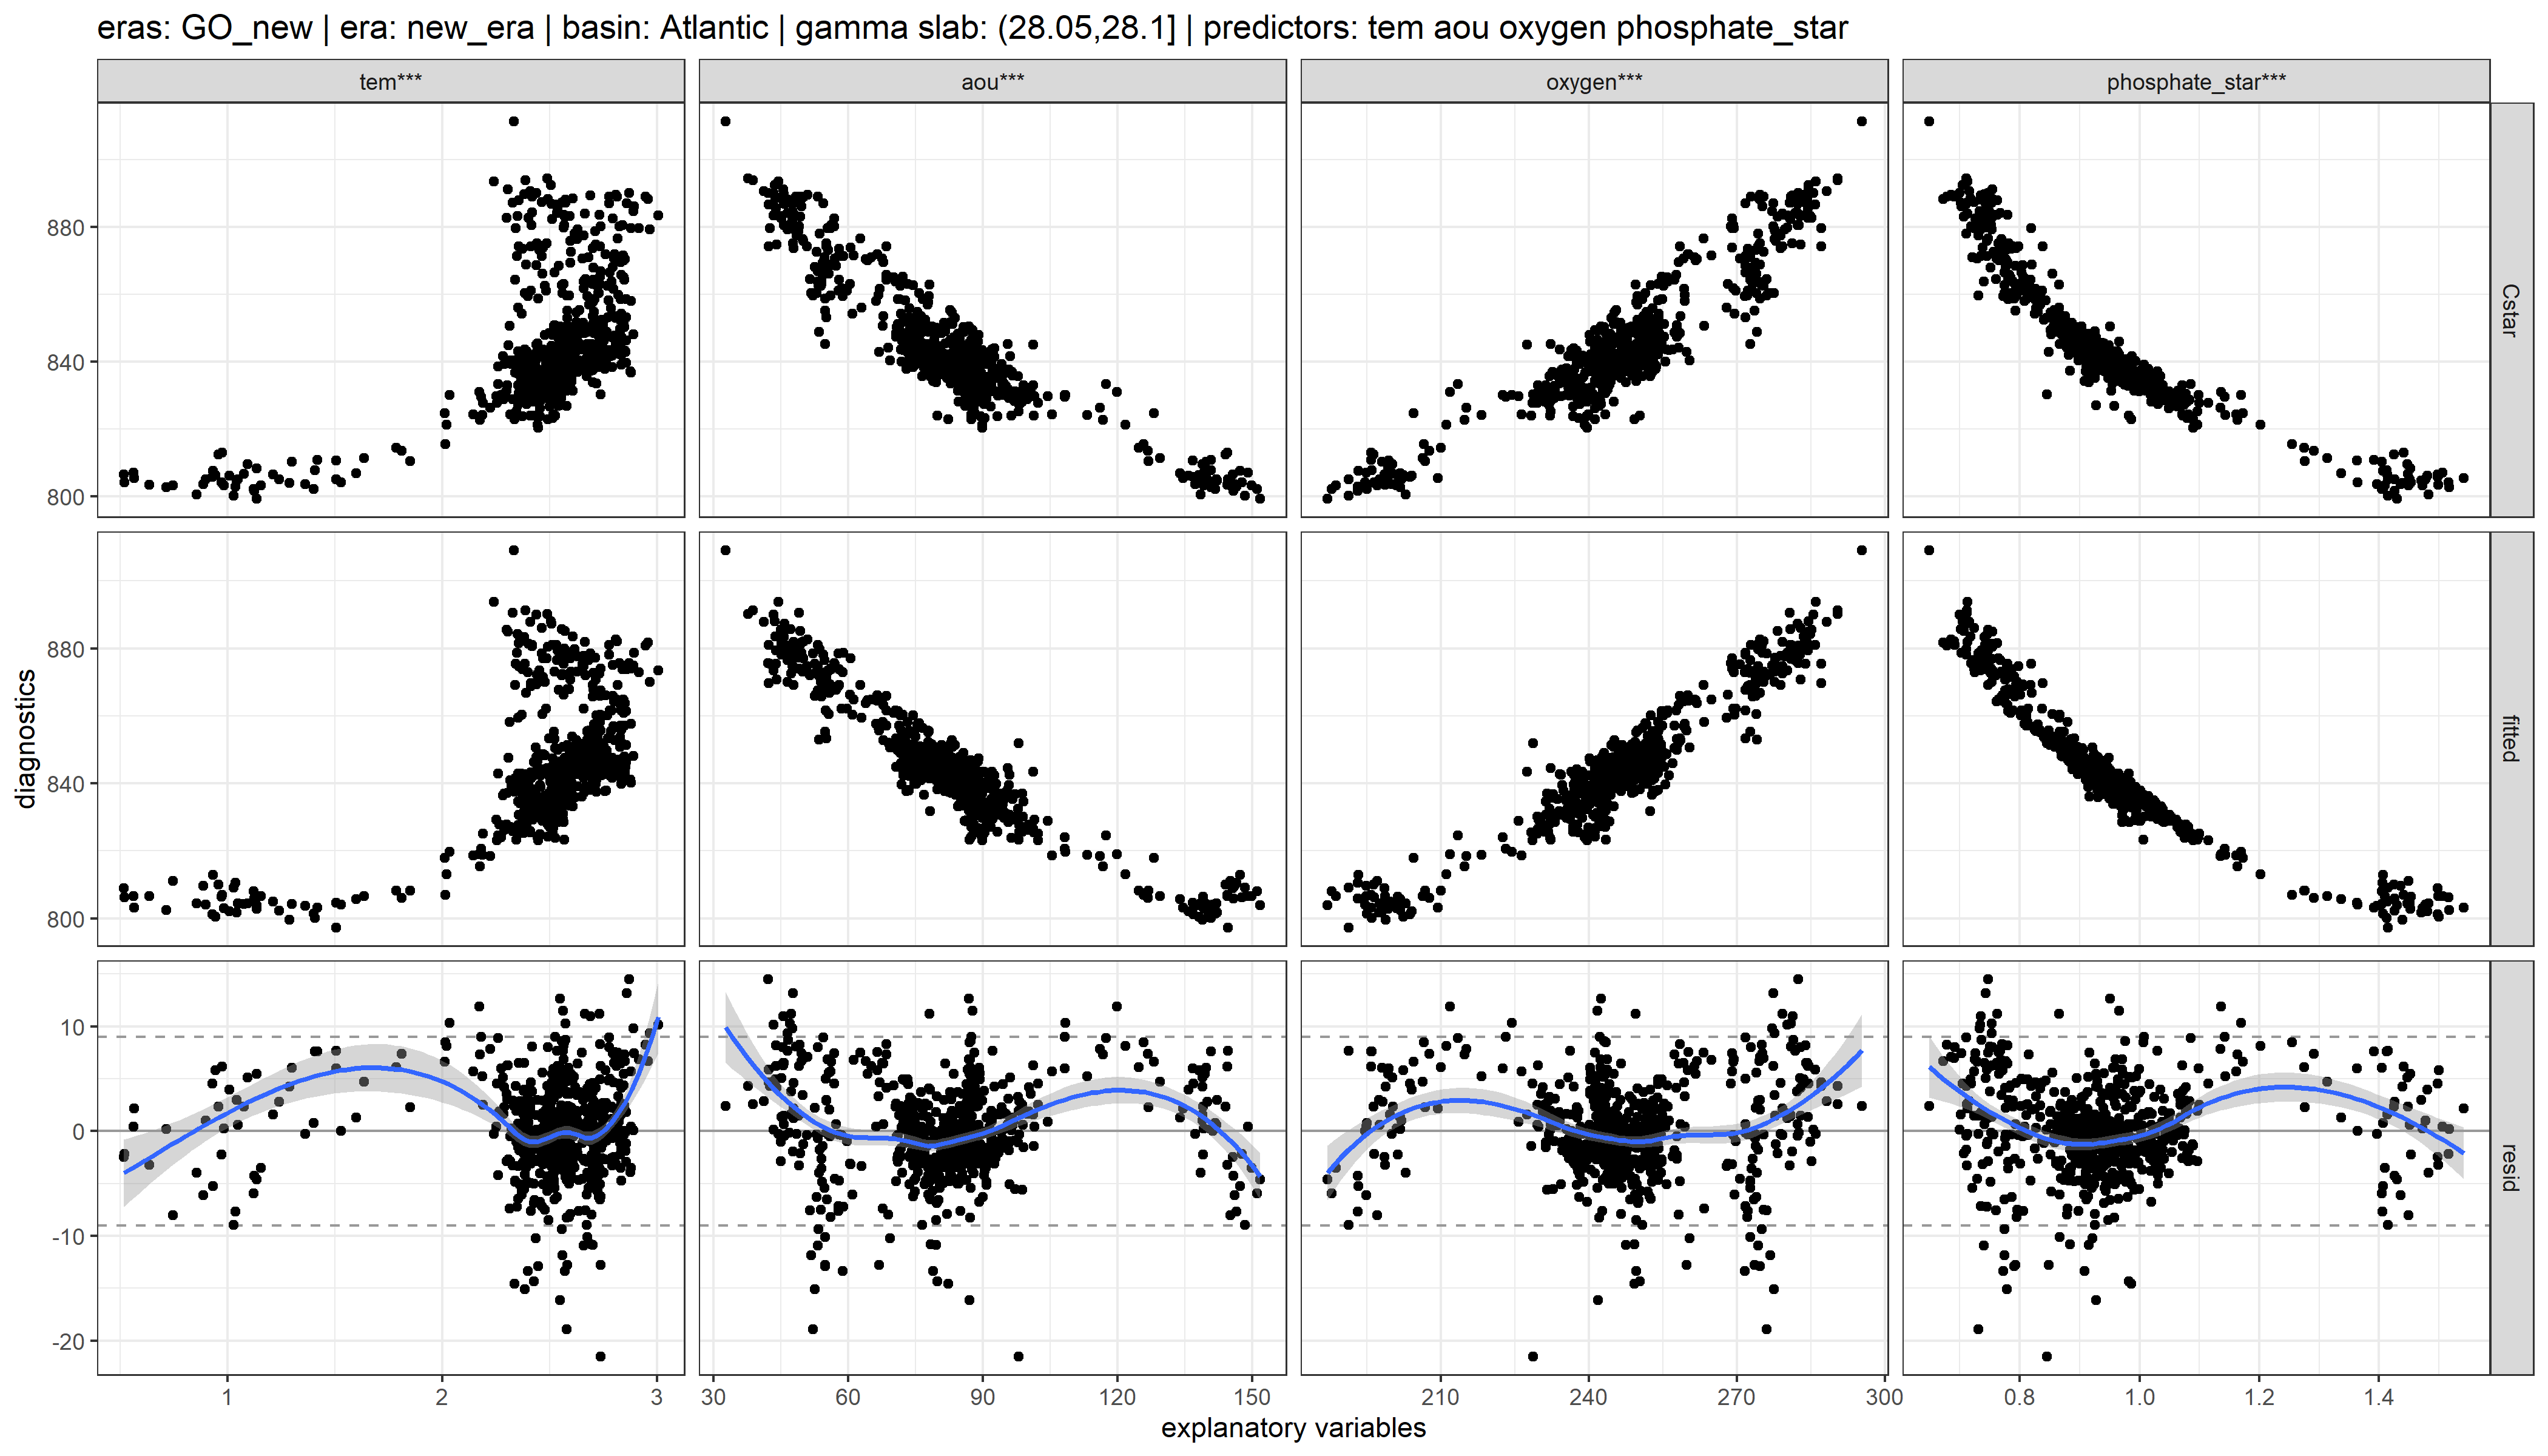 eras: GO_new | era: new_era | basin: Atlantic | gamma slab: (28.05,28.1] | predictors: tem aou oxygen phosphate_star
tem*** aou*** oxygen*** phosphate_star***
880
840
800
Cstar
880
840
800
fitted
diagnostics
10
0
-10
-20
resid
1 2 3 30 60 90 120 150 210 240 270 300 0.8 1.0 1.2 1.4
explanatory variables